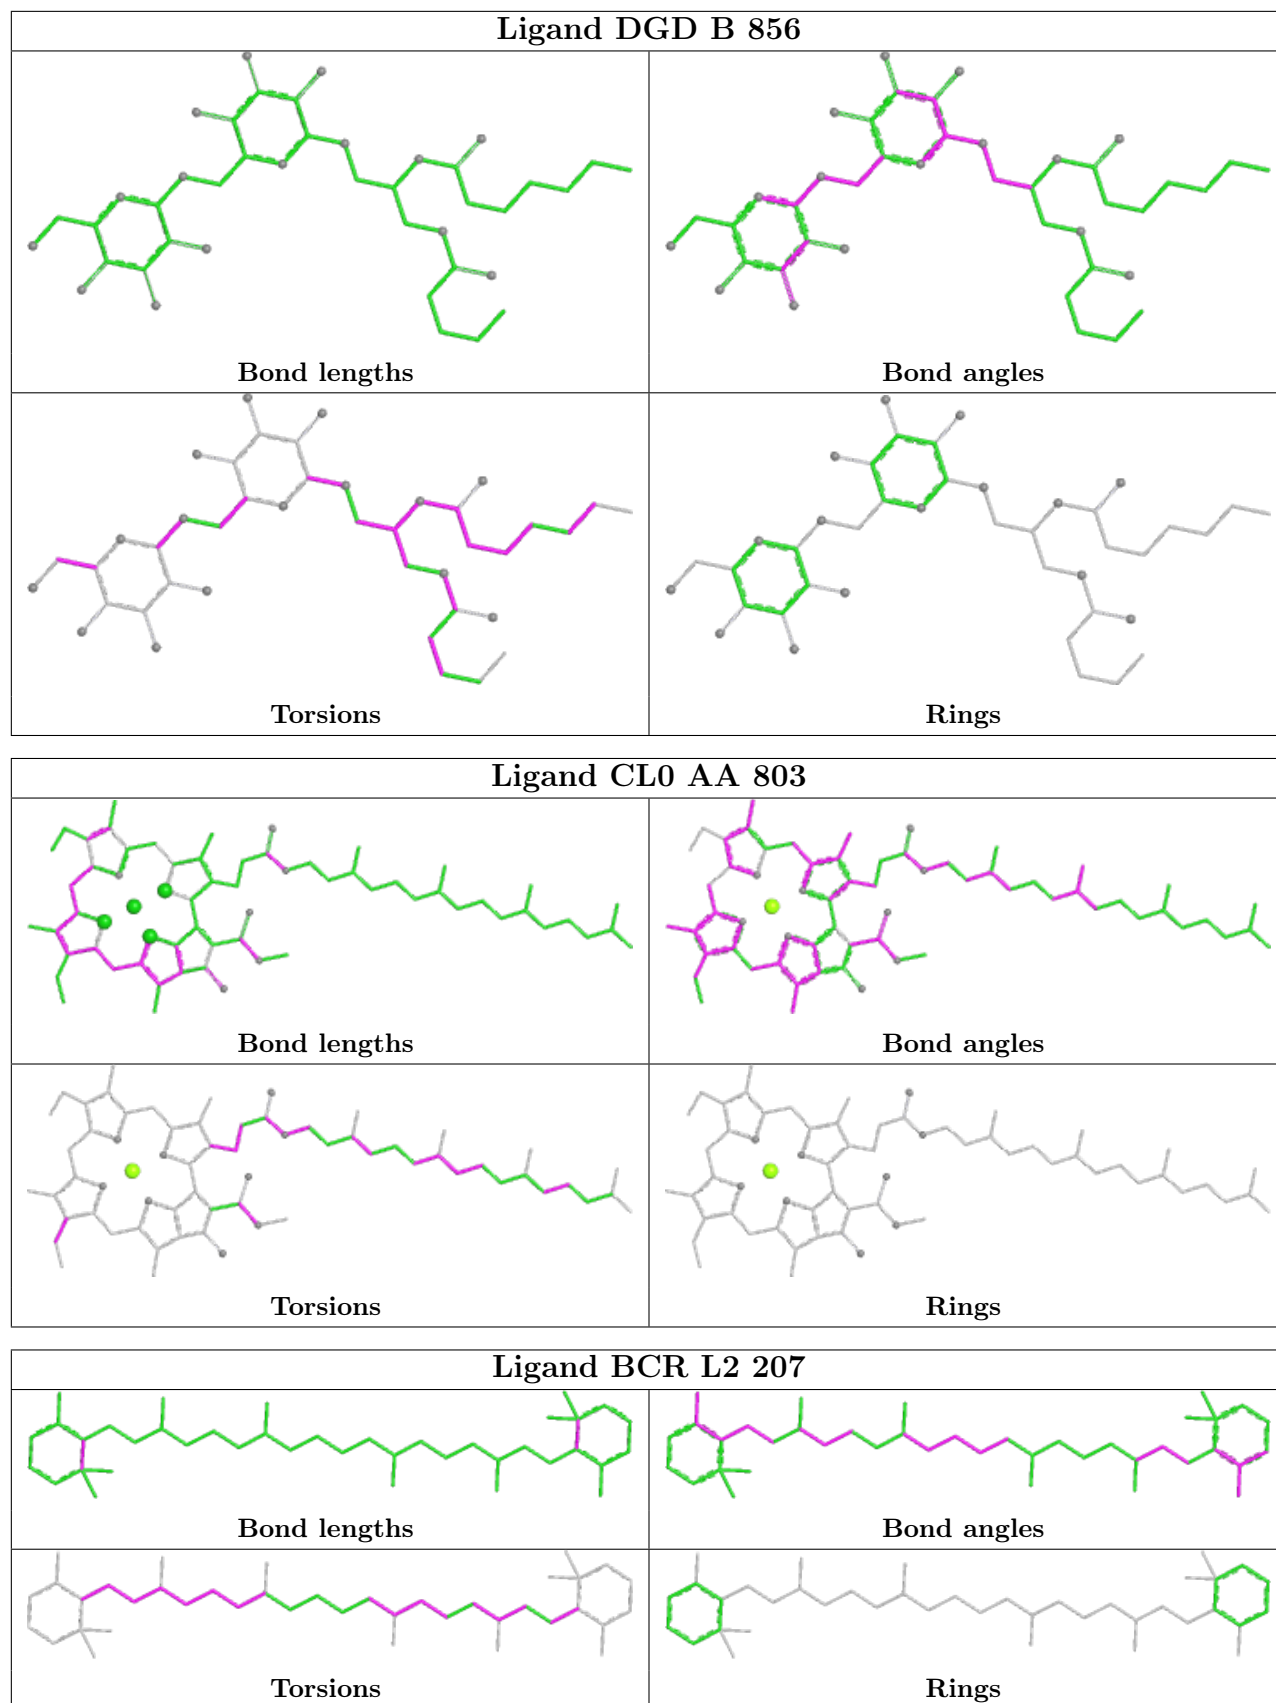 Ligand DGD B 856
Bond lengths
Bond angles
Torsions
Rings
Ligand CL0 AA 803
Bond lengths
Bond angles
Torsions
Rings
Ligand BCR L2 207
Bond lengths
Bond angles
Torsions
Rings